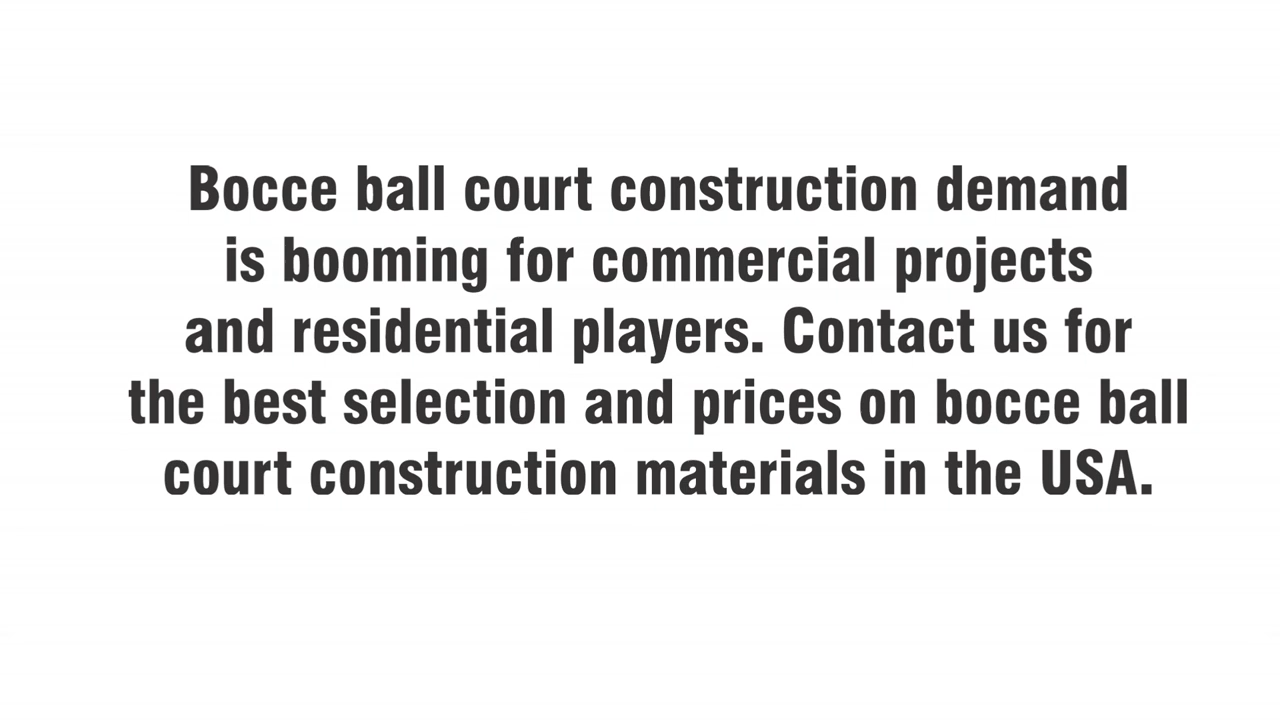 Bocce ball court construction demand
is booming for commercial projects
and residential players. Contact us for
the best selection and prices on bocce ball
court construction materials in the USA.